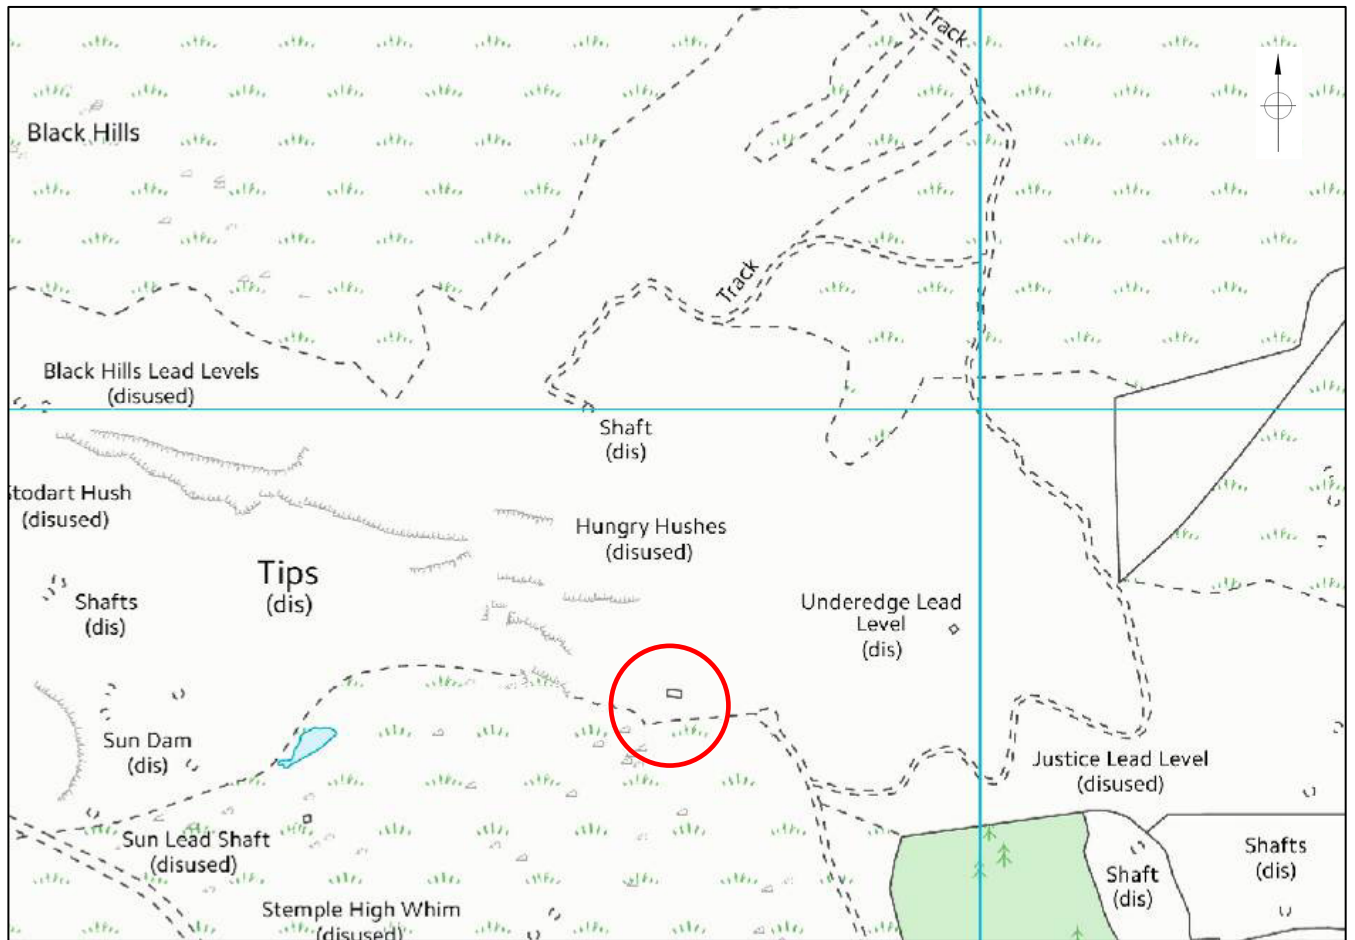 Track
Black Hills
Track
Black Hills Lead Levels
(disused)
Shaft
(dis)
Stodart Hush
(disused)
Hungry Hushes
(disused)
Tips
(dis)
Shafts
(dis)
Underedge Lead
Level
(dis)
Sun Dam
(dis)
Justice Lead Level
(disused)
Sun Lead Shaft
(disused)
Shaft
(dis)
Shafts
(dis)
Stemple High Whim
(disused)